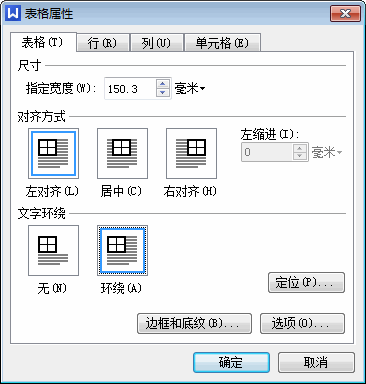 表格属性
表格(T) 行(R) 列(U) 单元格(E)
尺寸
指定宽度(W): 150.3 毫米
对齐方式
左缩进(I):
0 毫米
左对齐(L) 居中(C) 右对齐(H)
文字环绕
无(N) 环绕(A)
定位(P)...
边框和底纹(B)... 选项(O)...
确定 取消